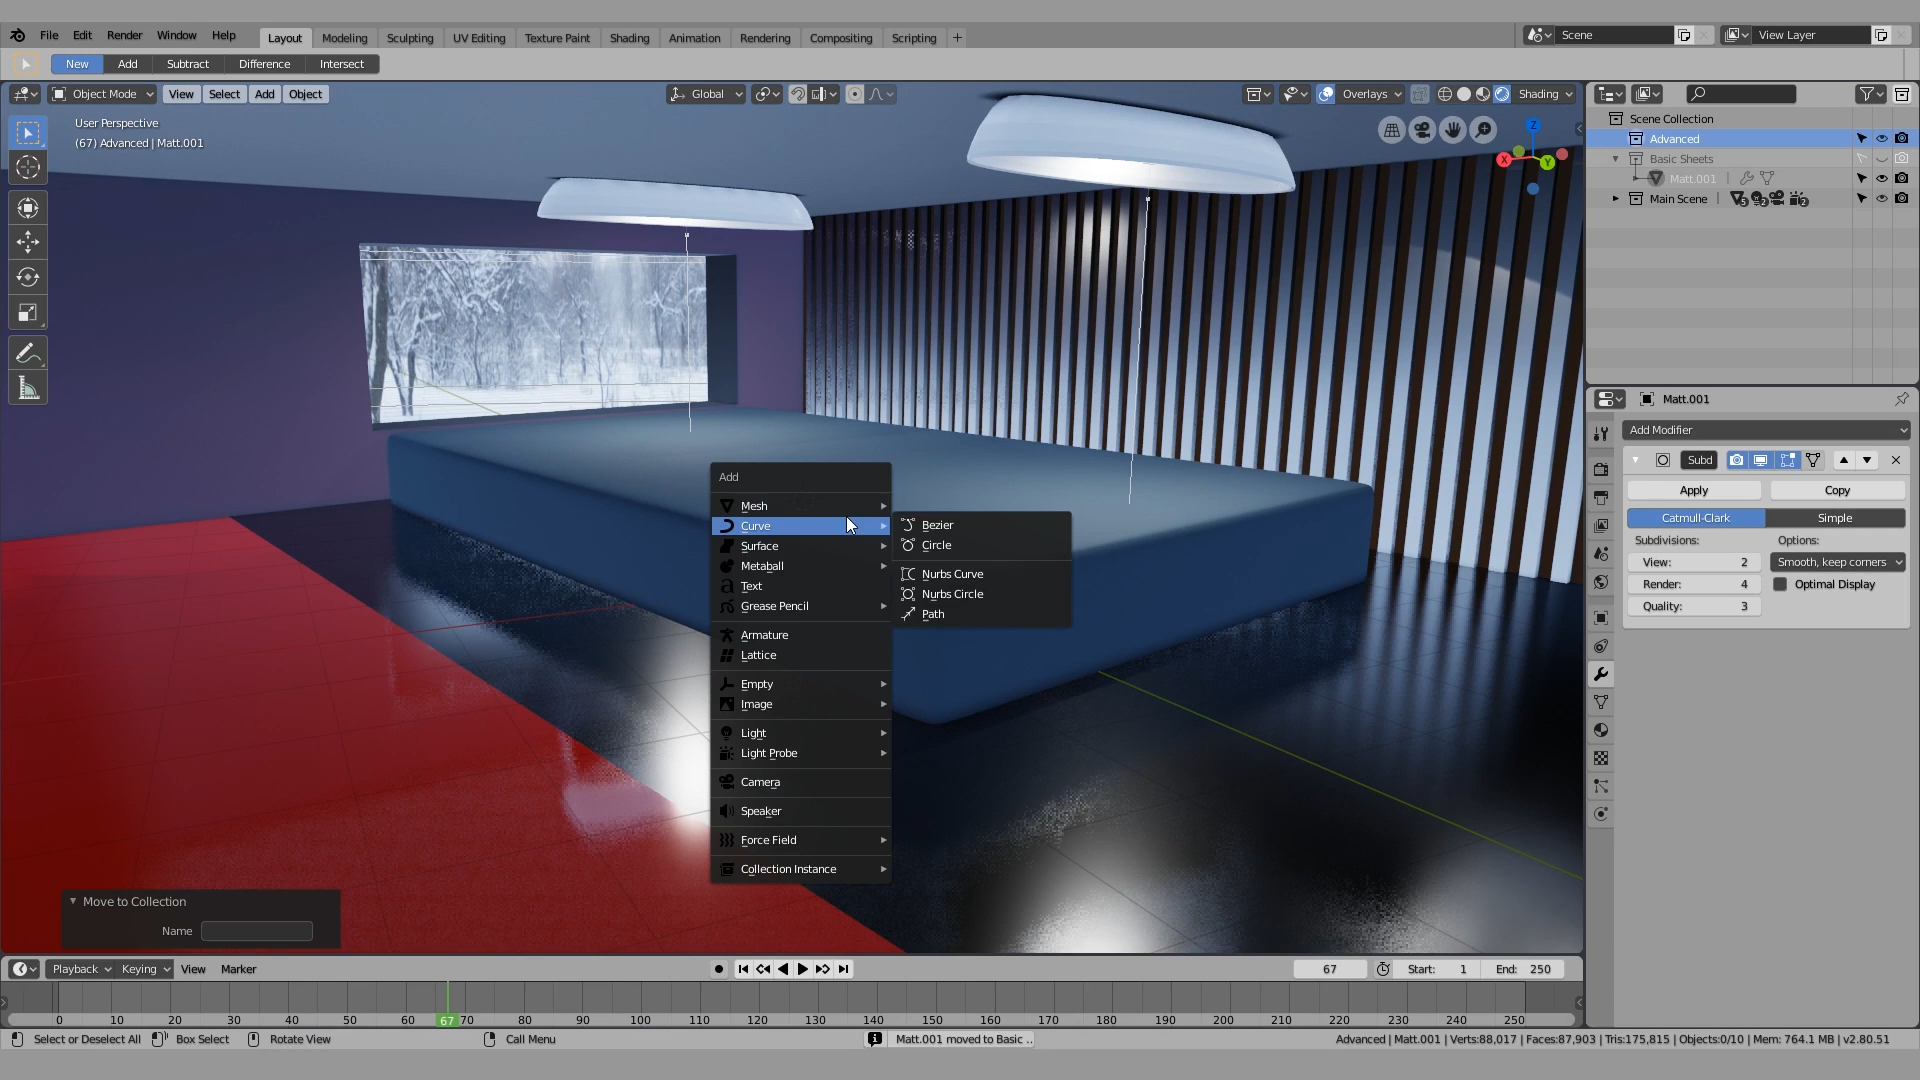 File Edit Render Window Help Layout Modeling Sculpting UV Editing Texture Paint Shading Animation Rendering Compositing Scripting + Scene View Layer
New Add Subtract Difference Intersect
Object Mode View Select Add Object Global Overlays Shading
User Perspective
(67) Advanced | Matt.001
Z
X
Y
Scene Collection
Advanced
Basic Sheets
Matt.001
Main Scene 5 2 2
Matt.001
Add Modifier
Subd
Apply Copy
Catmull-Clark Simple
Subdivisions: Options:
View: 2 Smooth, keep corners
Render: 4 Optimal Display
Quality: 3
Add
Mesh
Curve
Surface
Metaball
Text
Grease Pencil
Armature
Lattice
Empty
Image
Light
Light Probe
Camera
Speaker
Force Field
Collection Instance
Bezier
Circle
Nurbs Curve
Nurbs Circle
Path
Move to Collection
Name
Playback Keying View Marker 67 Start: 1 End: 250
0 10 20 30 40 50 60 67 70 80 90 100 110 120 130 140 150 160 170 180 190 200 210 220 230 240 250
Select or Deselect All Box Select Rotate View Call Menu Matt.001 moved to Basic .. Advanced | Matt.001 | Verts:88,017 | Faces:87,903 | Tris:175,815 | Objects:0/10 | Mem: 764.1 MB | v2.80.51